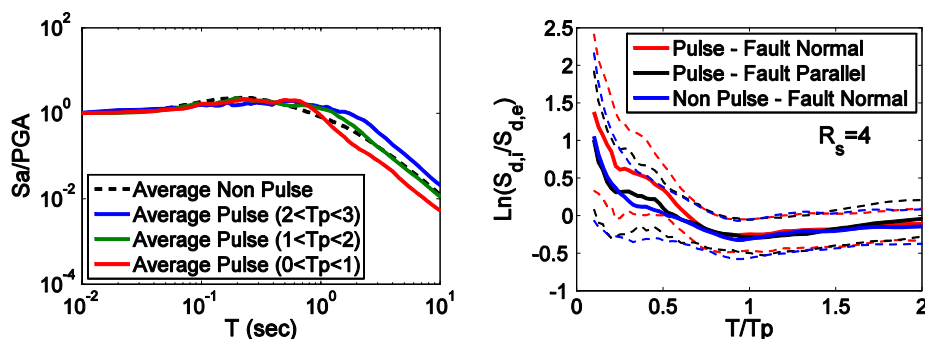 Sa/PGA
10^2
10^0
10^-2
10^-4
Average Non Pulse
Average Pulse (2<Tp<3)
Average Pulse (1<Tp<2)
Average Pulse (0<Tp<1)
10^-2
10^-1
10^0
10^1
T (sec)
Ln(S_d,i/S_d,e)
2.5
2
1.5
1
0.5
0
-0.5
-1
Pulse - Fault Normal
Pulse - Fault Parallel
Non Pulse - Fault Normal
R_s=4
0
0.5
1
1.5
2
T/Tp